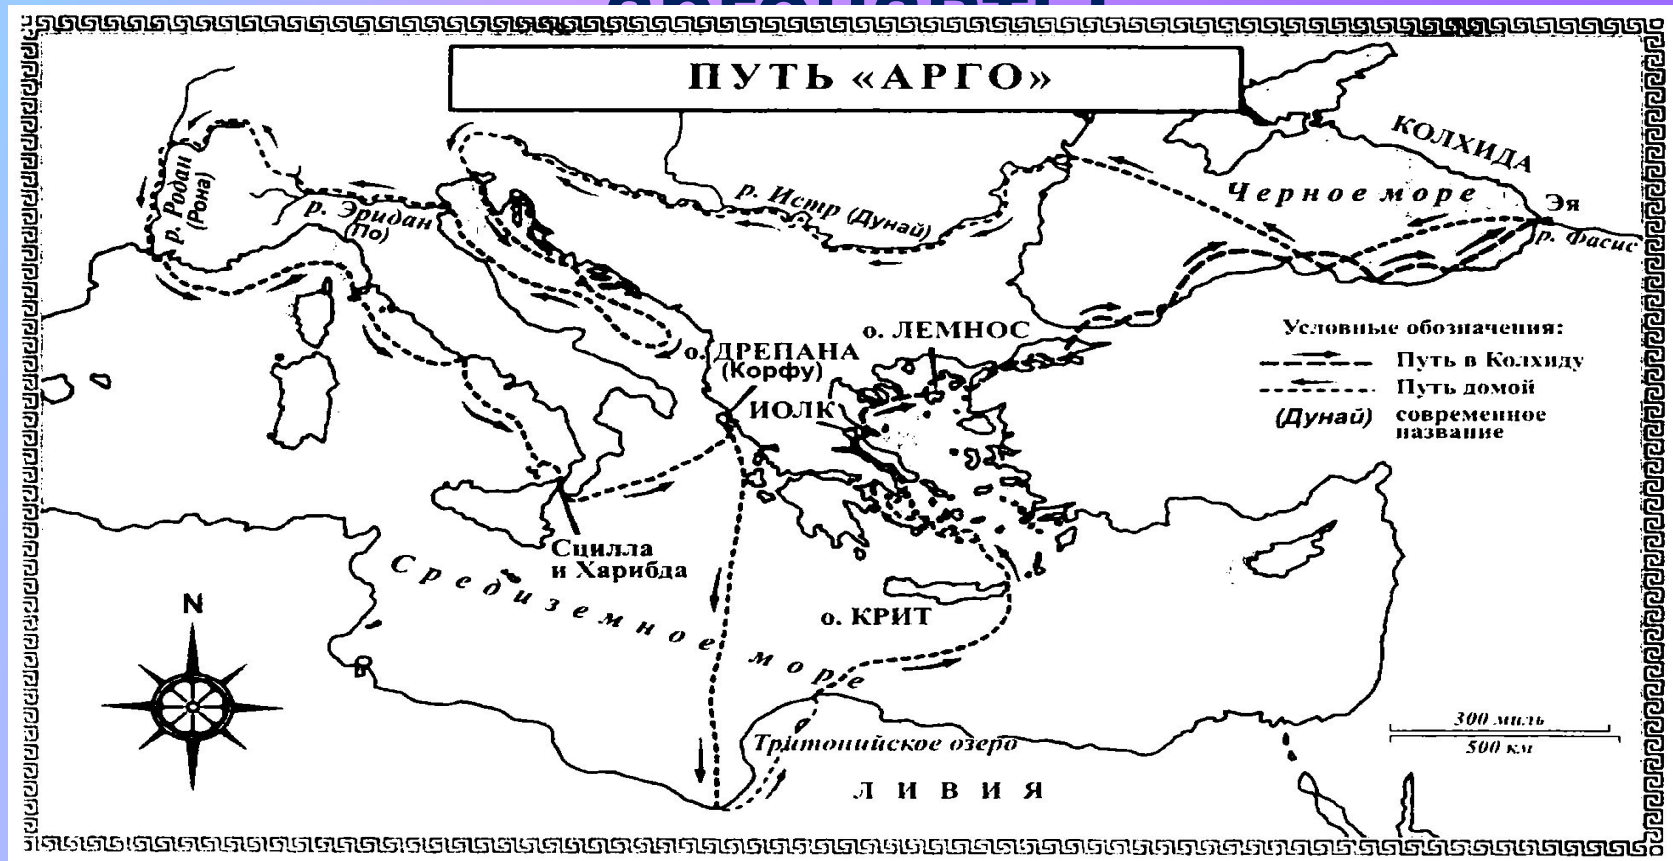 аргонавты
ПУТЬ «АРГО»
КОЛХИДА
Черное море
Эя
р. Фасис
р. Родан
(Рона)
р. Эридан
(По)
р. Истр (Дунай)
о. ЛЕМНОС
о. ДРЕПАНА
(Корфу)
ИОЛК
Условные обозначения:
Путь в Колхиду
Путь домой
(Дунай) современное
название
Сцилла
и Харибда
Средиземное море
о. КРИТ
N
Тритонийское озеро
ЛИВИЯ
300 миль
500 км